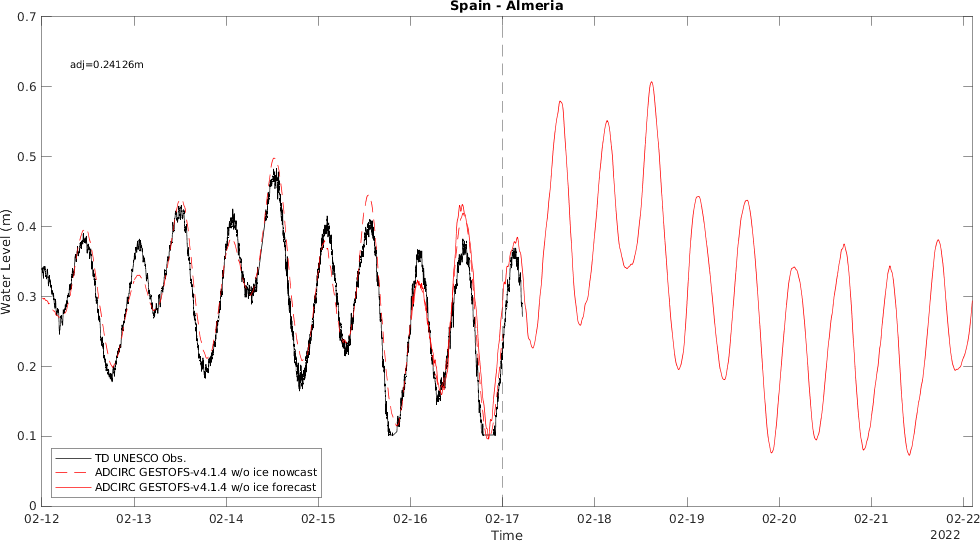 Spain - Almeria
0.7
adj=0.24126m
0.6
0.5
0.4
0.3
0.2
0.1
0
Water Level (m)
TD UNESCO Obs.
ADCIRC GESTOFS-v4.1.4 w/o ice nowcast
ADCIRC GESTOFS-v4.1.4 w/o ice forecast
02-12 02-13 02-14 02-15 02-16 02-17 02-18 02-19 02-20 02-21 02-22
Time
2022